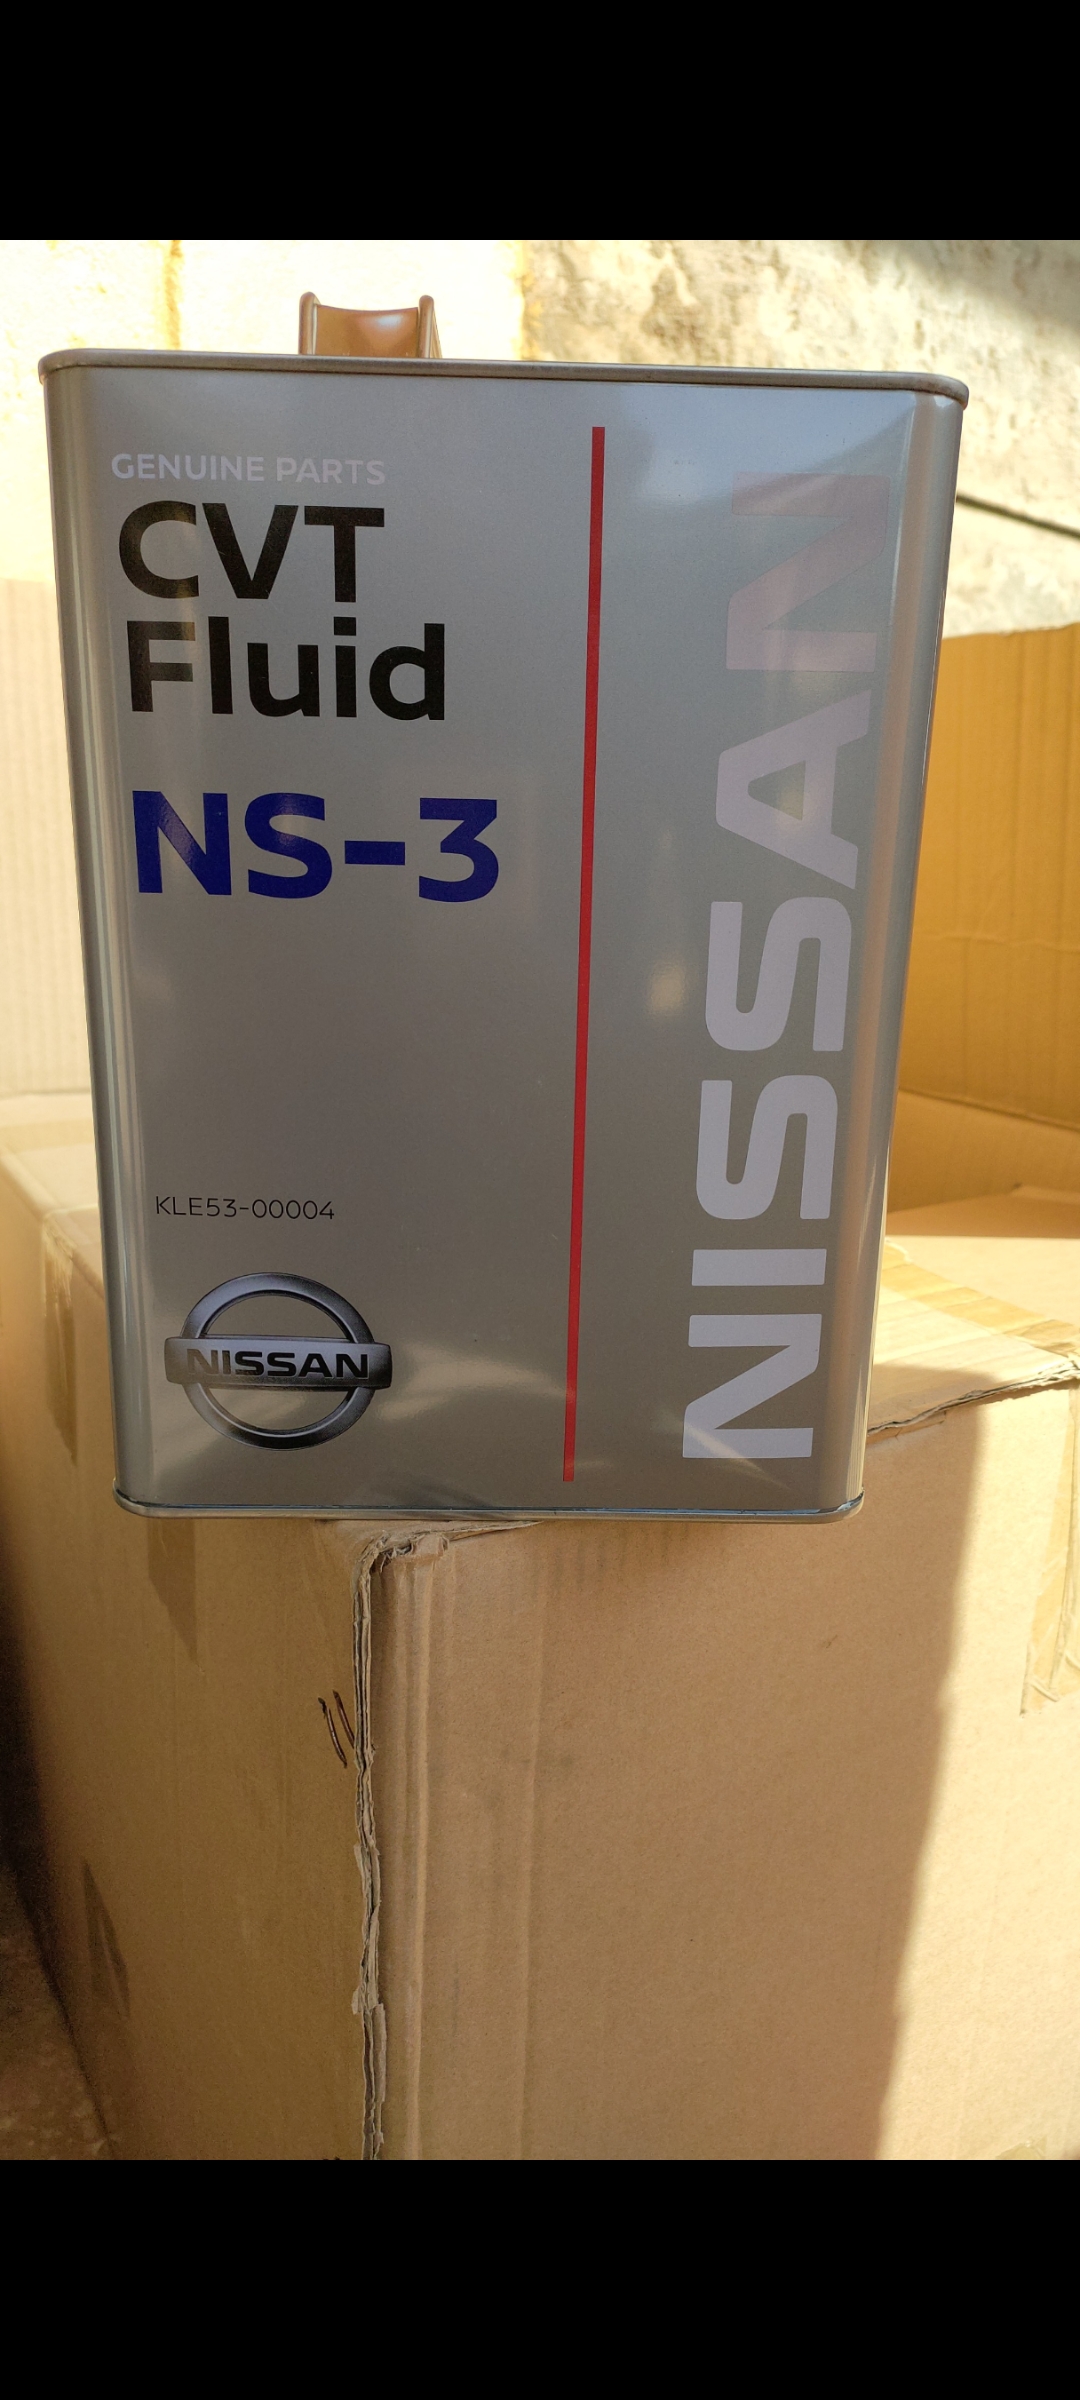 GENUINE PARTS
CVT
Fluid
NS-3
KLE53-00004
NISSAN
NISSAN